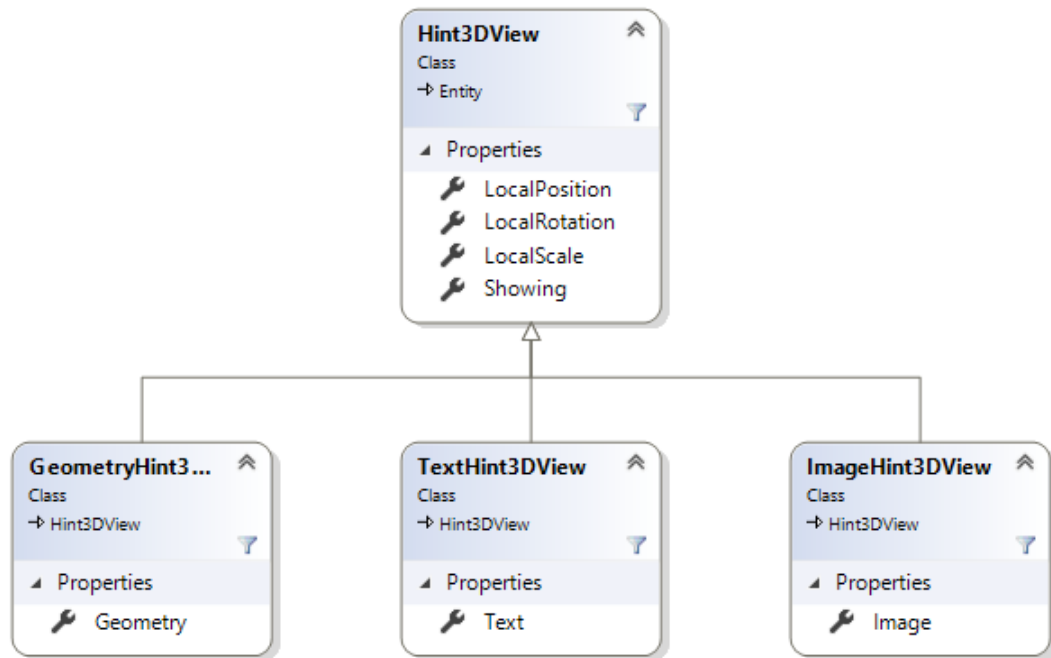 Hint3DView
Class
Entity
Properties
LocalPosition
LocalRotation
LocalScale
Showing
GeometryHint3...
Class
Hint3DView
Properties
Geometry
TextHint3DView
Class
Hint3DView
Properties
Text
ImageHint3DView
Class
Hint3DView
Properties
Image